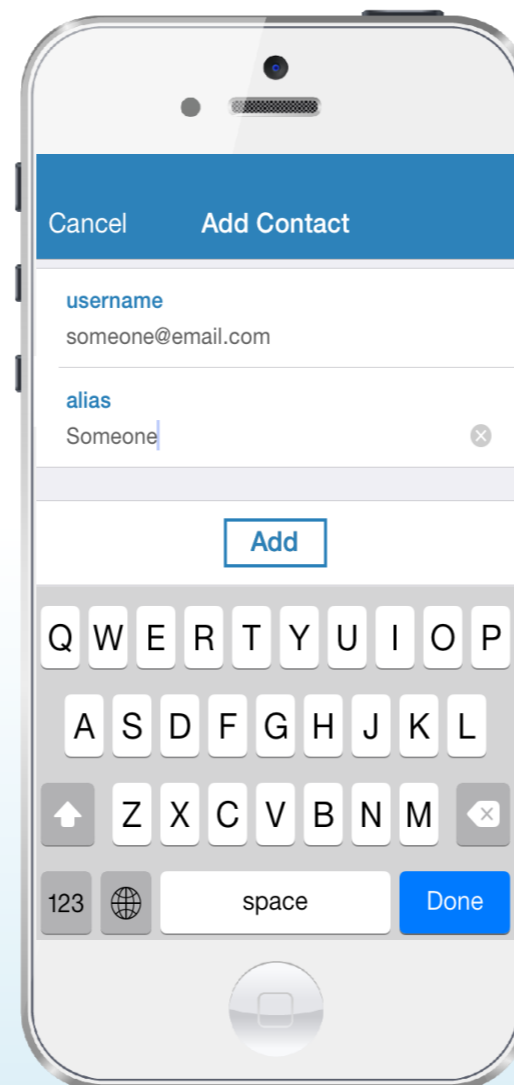 Cancel Add Contact
username
someone@email.com
alias
Someone
Add
Q W E R T Y U I O P
A S D F G H J K L
Z X C V B N M
123 space Done